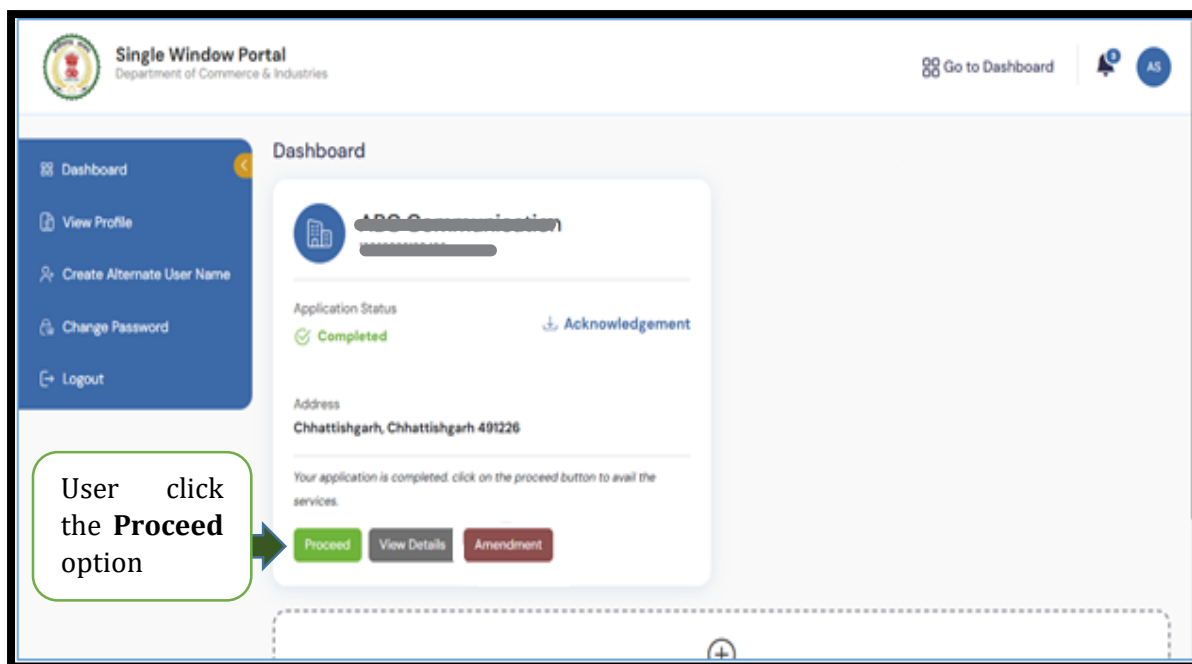 Single Window Portal
Department of Commerce & Industries
Go to Dashboard
3
AS
Dashboard
View Profile
Create Alternate User Name
Change Password
Logout
Dashboard
Application Status
Completed
Acknowledgement
Address
Chhattishgarh, Chhattishgarh 491226
Your application is completed. click on the proceed button to avail the
services.
Proceed
View Details
Amendment
User click
the Proceed
option